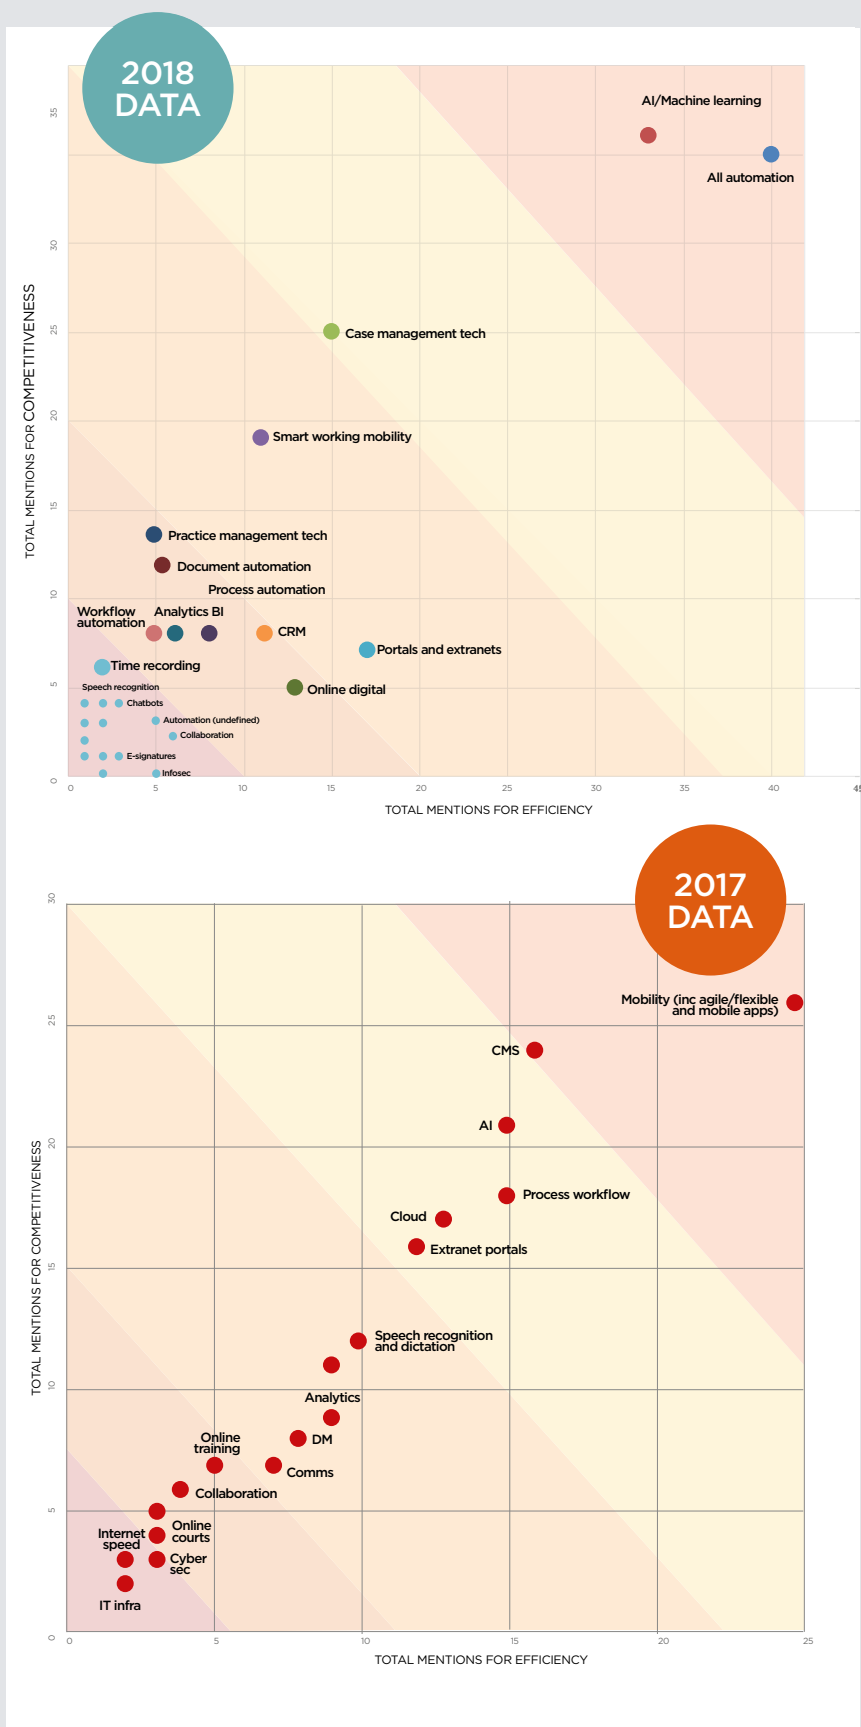 2018
DATA
35
AI/Machine learning
All automation
30
25
Case management tech
20
Smart working mobility
15
Practice management tech
Document automation
Process automation
10
Workflow
automation
Analytics BI
CRM
Portals and extranets
Time recording
5
Speech recognition
Online digital
Chatbots
Automation (undefined)
Collaboration
E-signatures
Infosec
0
0 5 10 15 20 25 30 35 40 45
TOTAL MENTIONS FOR COMPETITIVENESS
TOTAL MENTIONS FOR EFFICIENCY
2017
DATA
30
Mobility (inc agile/flexible
and mobile apps)
25
CMS
AI
20
Process workflow
Cloud
Extranet portals
15
Speech recognition
and dictation
10
Analytics
Online
training
DM
Comms
Collaboration
5
Online
courts
Internet
speed
Cyber
sec
IT infra
0
0 5 10 15 20 25
TOTAL MENTIONS FOR COMPETITIVENESS
TOTAL MENTIONS FOR EFFICIENCY